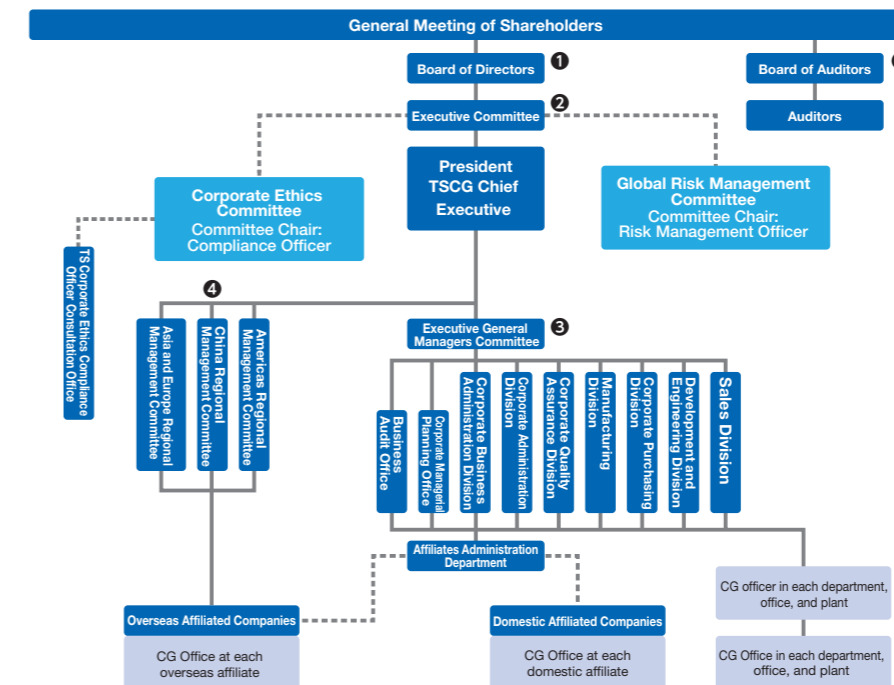 General Meeting of Shareholders
Board of Directors
❶
Board of Auditors
Executive Committee
❷
Auditors
President
TSCG Chief
Executive
Corporate Ethics
Committee
Committee Chair:
Compliance Officer
Global Risk Management
Committee
Committee Chair:
Risk Management Officer
TS Corporate Ethics Compliance
Officer Consultation Office
❹
Asia and Europe Regional
Management Committee
China Regional
Management Committee
Americas Regional
Management Committee
Executive General
Managers Committee
❸
Business
Audit Office
Corporate Managerial
Planning Office
Corporate Business
Administration Division
Corporate Administration
Division
Corporate Quality
Assurance Division
Manufacturing
Division
Corporate Purchasing
Division
Development and
Engineering Division
Sales Division
Affiliates Administration
Department
CG officer in each department,
office, and plant
Overseas Affiliated Companies
CG Office at each
overseas affiliate
Domestic Affiliated Companies
CG Office at each
domestic affiliate
CG Office in each department,
office, and plant